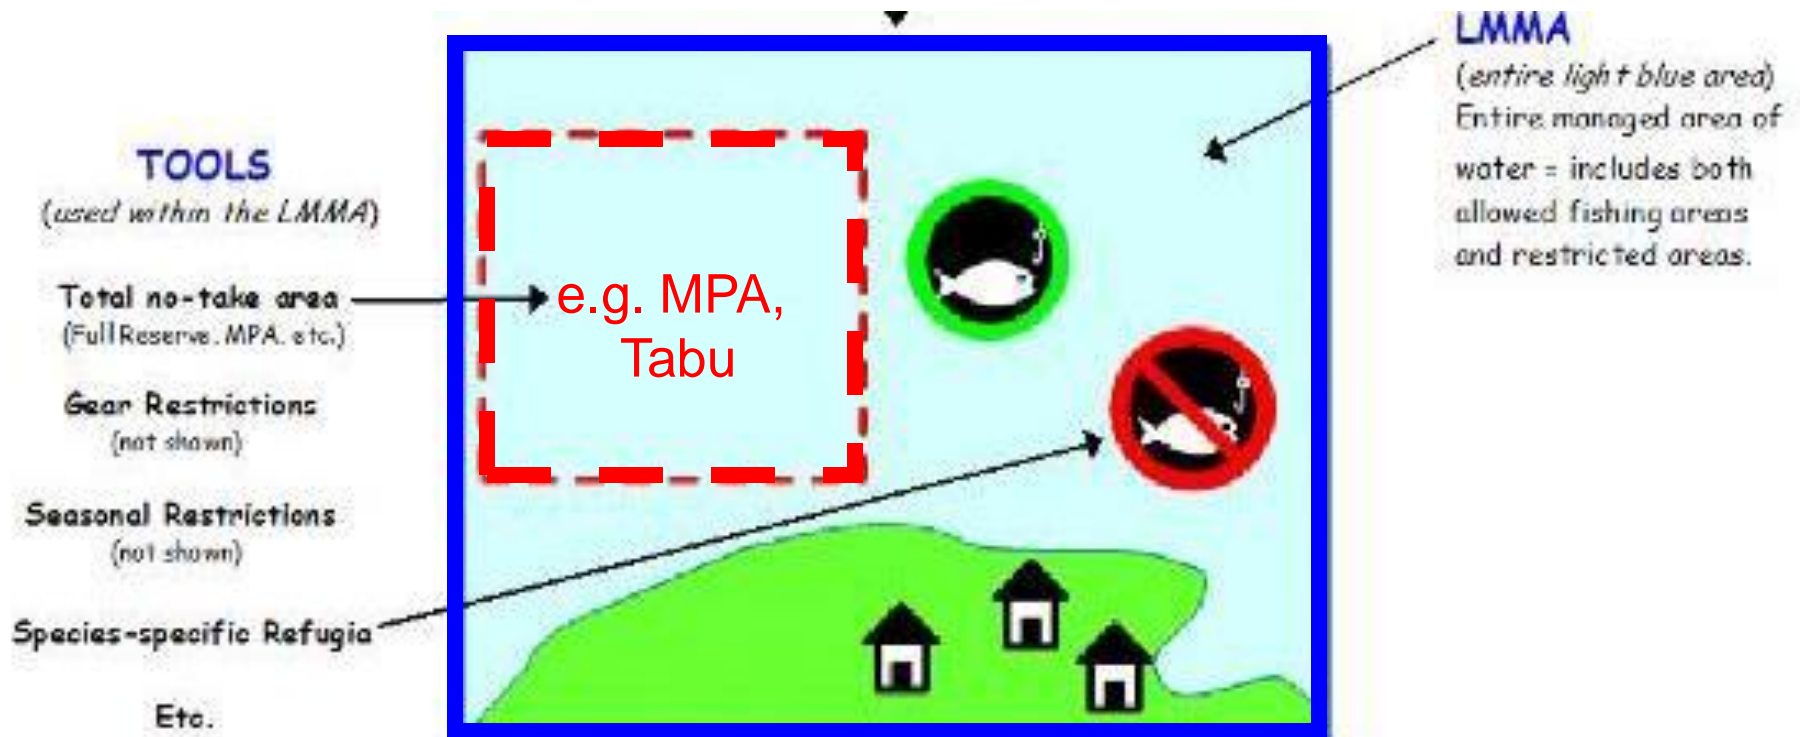 TOOLS
(used within the LMMA)
Total no-take area
(Full Reserve, MPA, etc.)
Gear Restrictions
(not shown)
Seasonal Restrictions
(not shown)
Species-specific Refugia
Etc.
e.g. MPA,
Tabu
LMMA
(entire light blue area)
Entire managed area of
water = includes both
allowed fishing areas
and restricted areas.